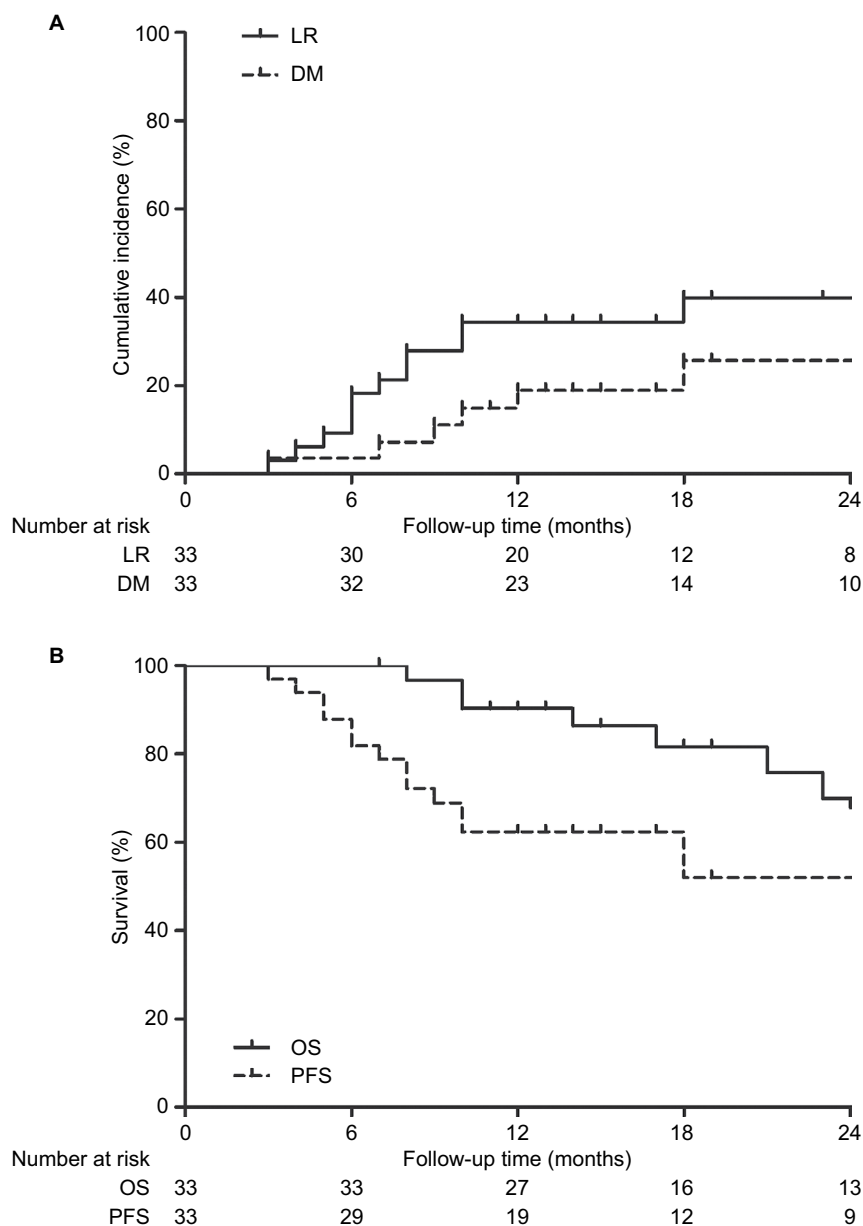 A
LR
DM
Cumulative incidence (%)
100
80
60
40
20
0
0 6 12 18 24
Number at risk Follow-up time (months)
LR 33 30 20 12 8
DM 33 32 23 14 10
B
Survival (%)
100
80
60
40
20
0
OS
PFS
0 6 12 18 24
Number at risk Follow-up time (months)
OS 33 33 27 16 13
PFS 33 29 19 12 9